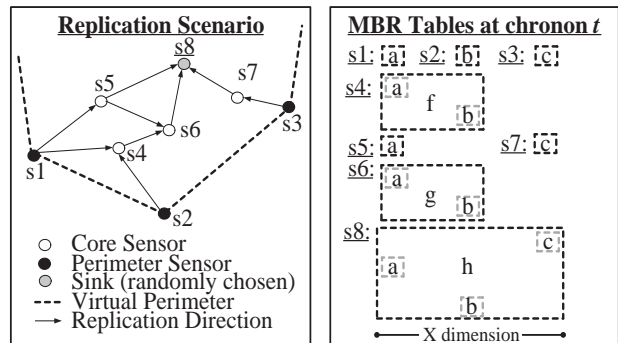 Replication Scenario
s8
s5
s7
s6
s3
s4
s1
s2
Core Sensor
Perimeter Sensor
Sink (randomly chosen)
Virtual Perimeter
Replication Direction
MBR Tables at chronon t
s1: a s2: b s3: c
s4: a
f
b
s5: a s7: c
s6: a
g
b
s8:
c
a h
b
X dimension